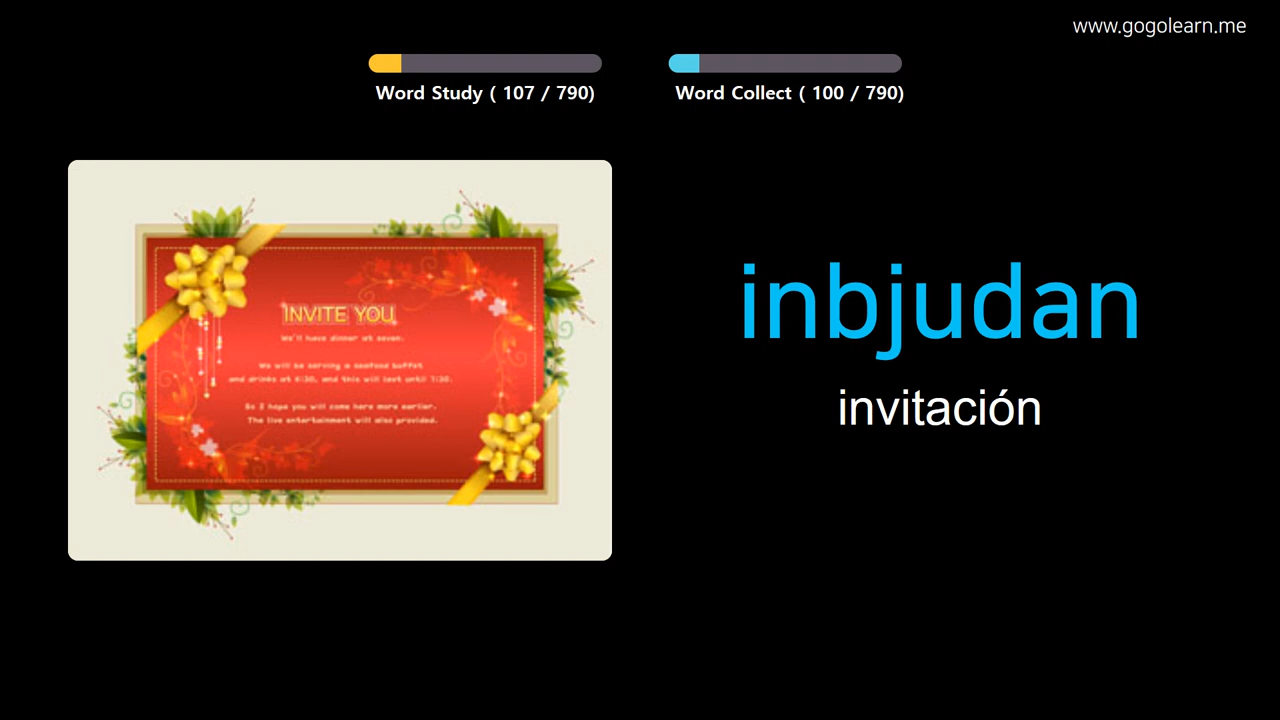 www.gogolearn.me
Word Study ( 107 / 790)
Word Collect ( 100 / 790)
INVITE YOU
We'll have dinner at seven.
We will be serving a seafood buffet
and drinks at 6:30, and this will last until 1:30.
So I hope you will come here more earlier.
The live entertainment will also provided.
inbjudan
invitación